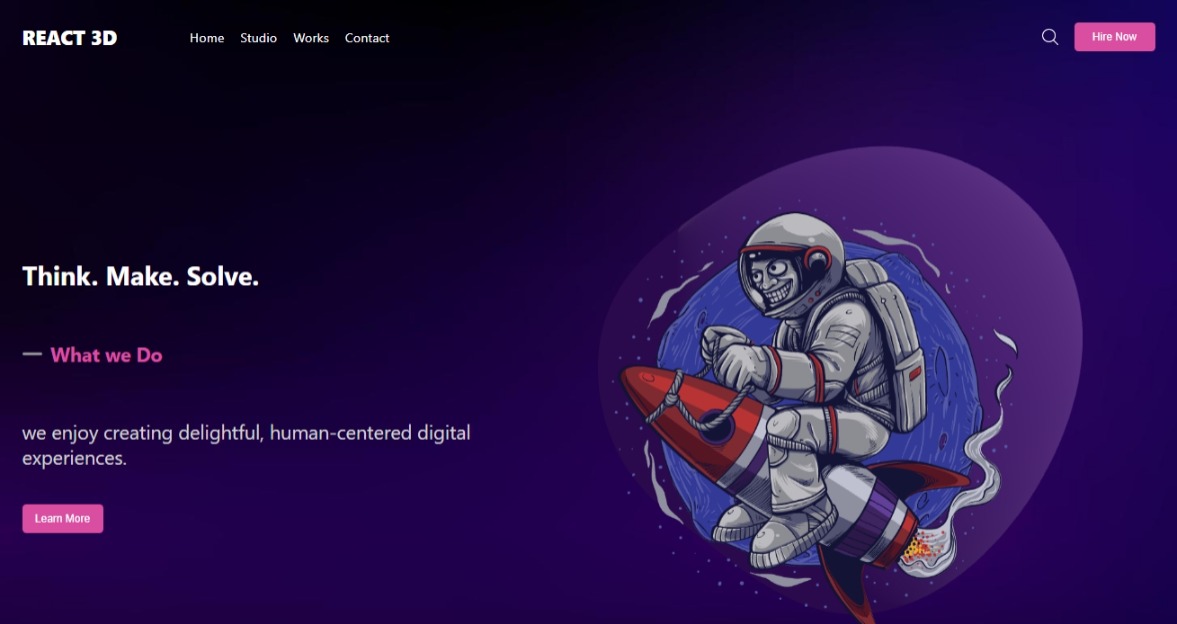 REACT 3D
Home Studio Works Contact
Hire Now
Think. Make. Solve.
What we Do
we enjoy creating delightful, human-centered digital
experiences.
Learn More